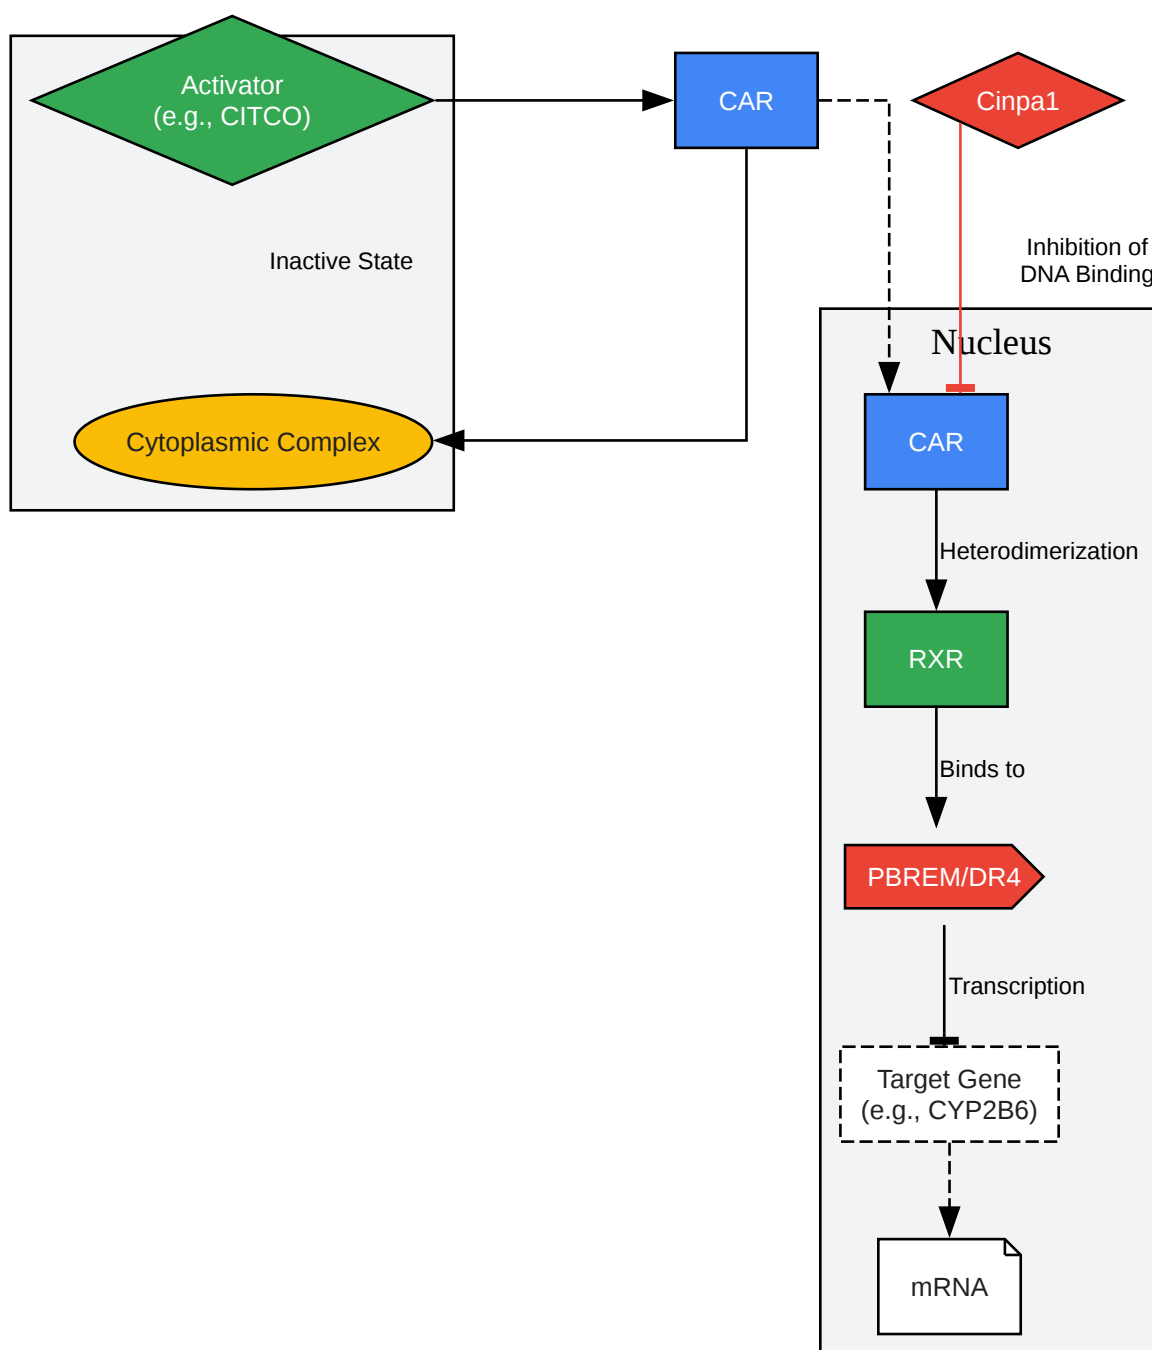 Activator
(e.g., CITCO)
CAR
Cinpa1
Inactive State
Inhibition of
DNA Binding
Nucleus
Cytoplasmic Complex
CAR
Heterodimerization
RXR
Binds to
PBREM/DR4
Transcription
Target Gene
(e.g., CYP2B6)
mRNA